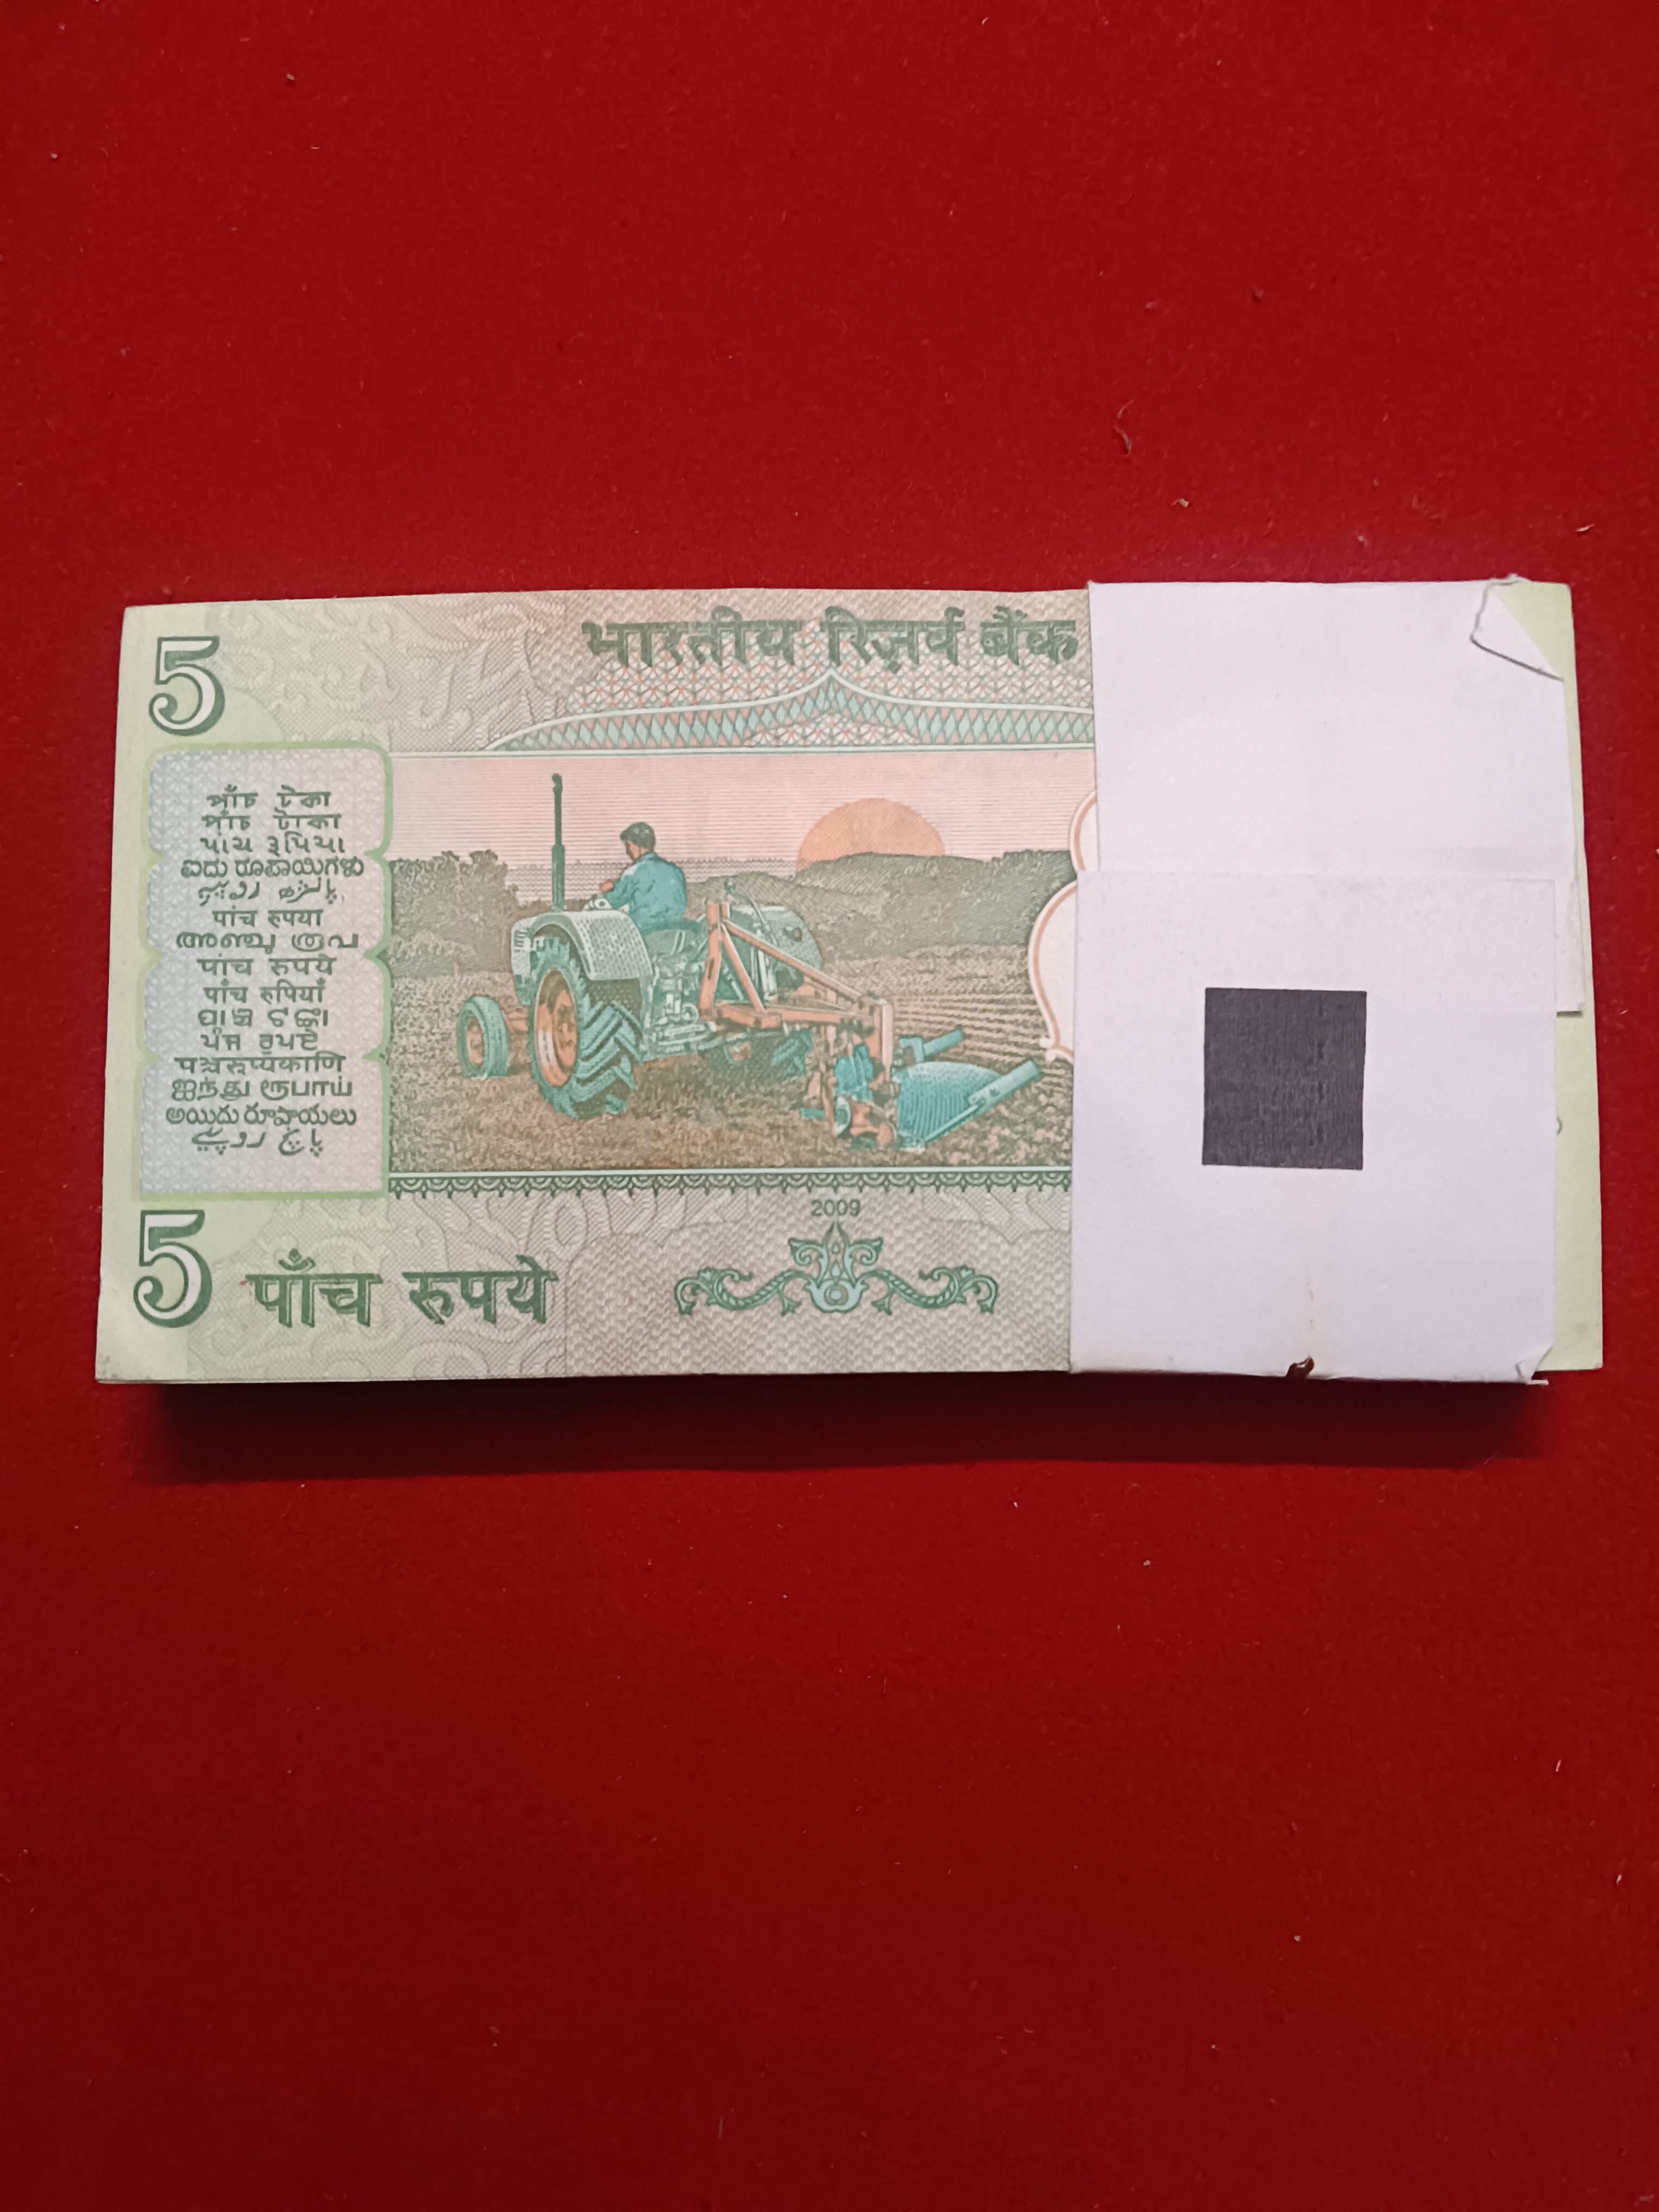 5
भारतीय रिज़र्व बैंक
পাঁচ টকা
পাঁচ টাকা
પાંચ રૂપિયા
ಐದು ರೂಪಾಯಿಗಳು
पांच रुपया
പാंच रुपये
पांच रुपियाँ
ପାଞ୍ଚ ଟଙ୍କା
ਪੰਜ ਰੁਪਏ
पञ्चरुप्यकाणि
ஐந்து ரூபாய்
అయిదు రూపాయలు
پانچ روپیے
2009
5 पाँच रुपये